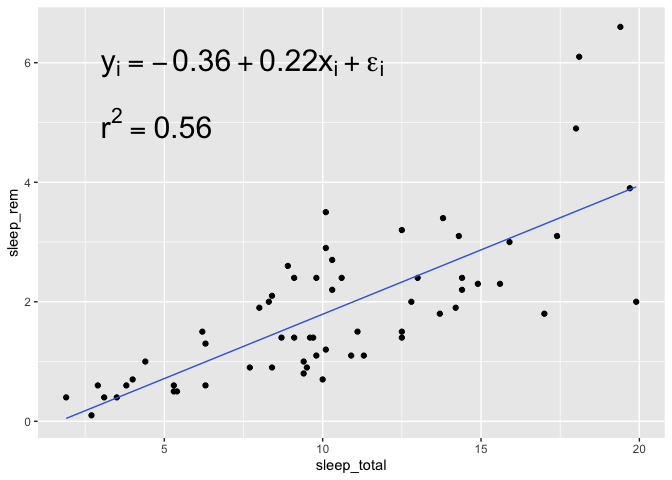 yᵢ = −0.36 + 0.22xᵢ + εᵢ
r² = 0.56
6
4
2
0
sleep_rem
5 10 15 20
sleep_total